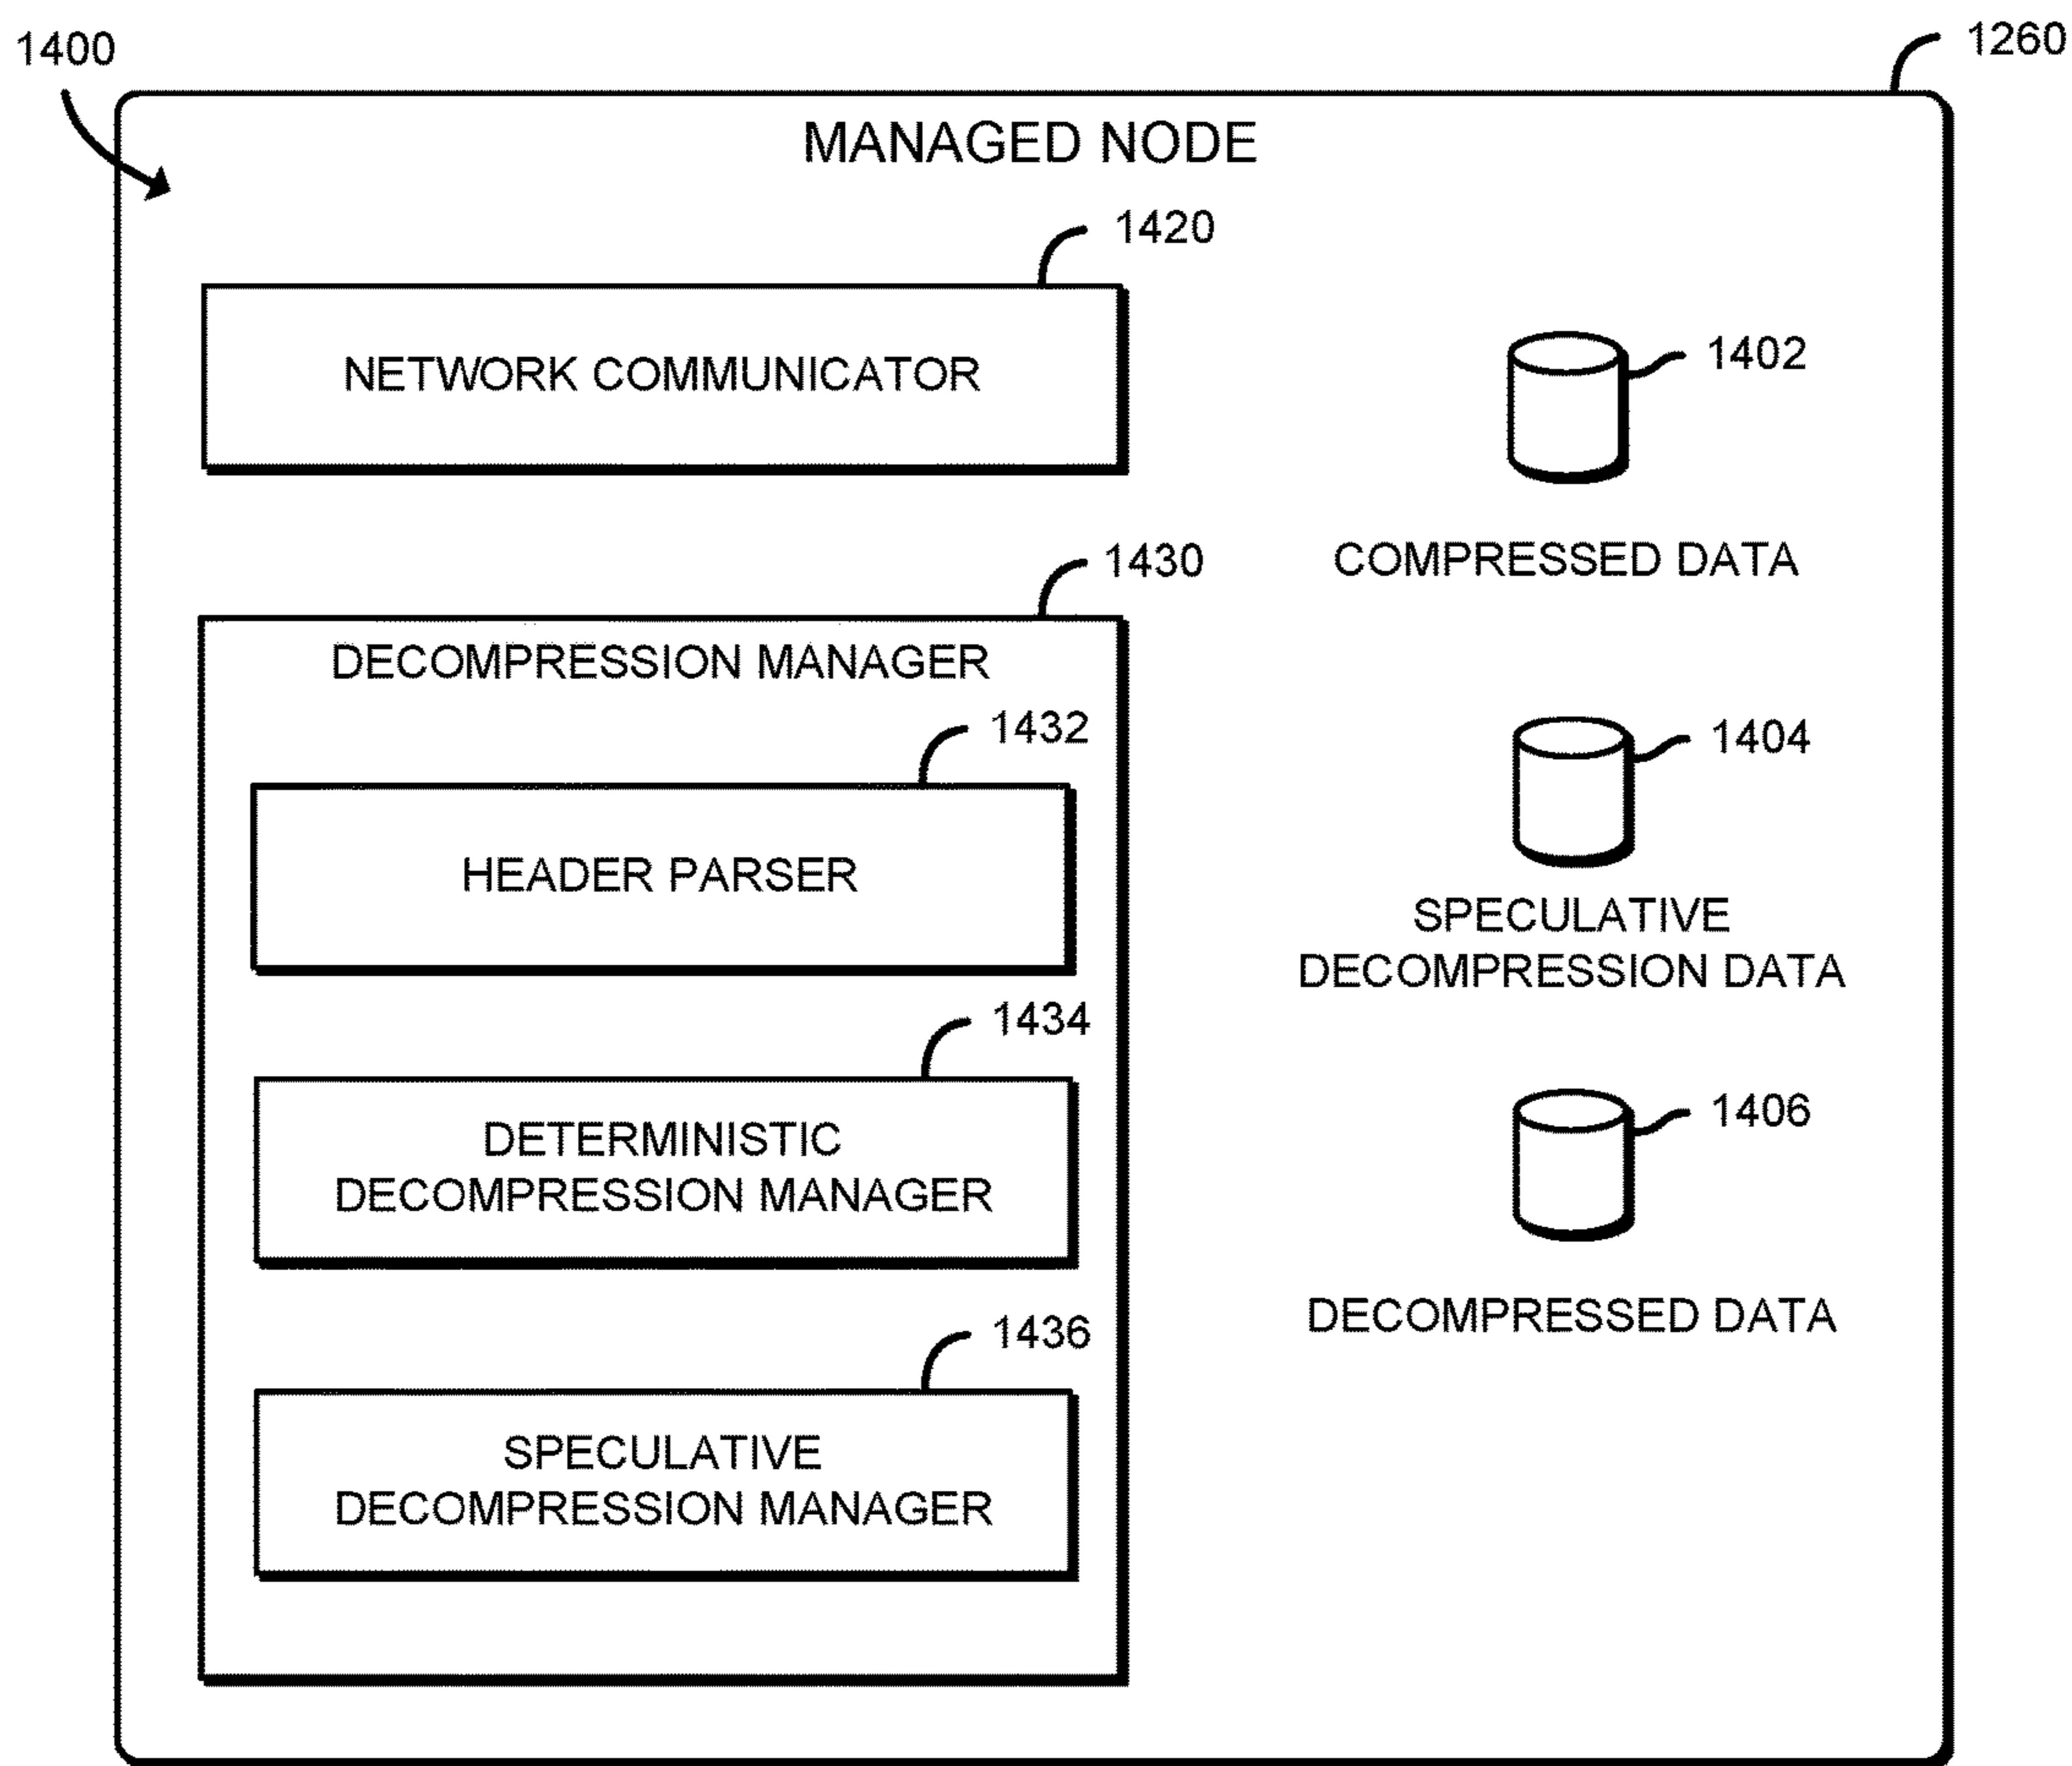 1400
1260
MANAGED NODE
1420
NETWORK COMMUNICATOR
1402
COMPRESSED DATA
1430
DECOMPRESSION MANAGER
1432
HEADER PARSER
1404
SPECULATIVE
DECOMPRESSION DATA
1434
DETERMINISTIC
DECOMPRESSION MANAGER
1406
DECOMPRESSED DATA
1436
SPECULATIVE
DECOMPRESSION MANAGER